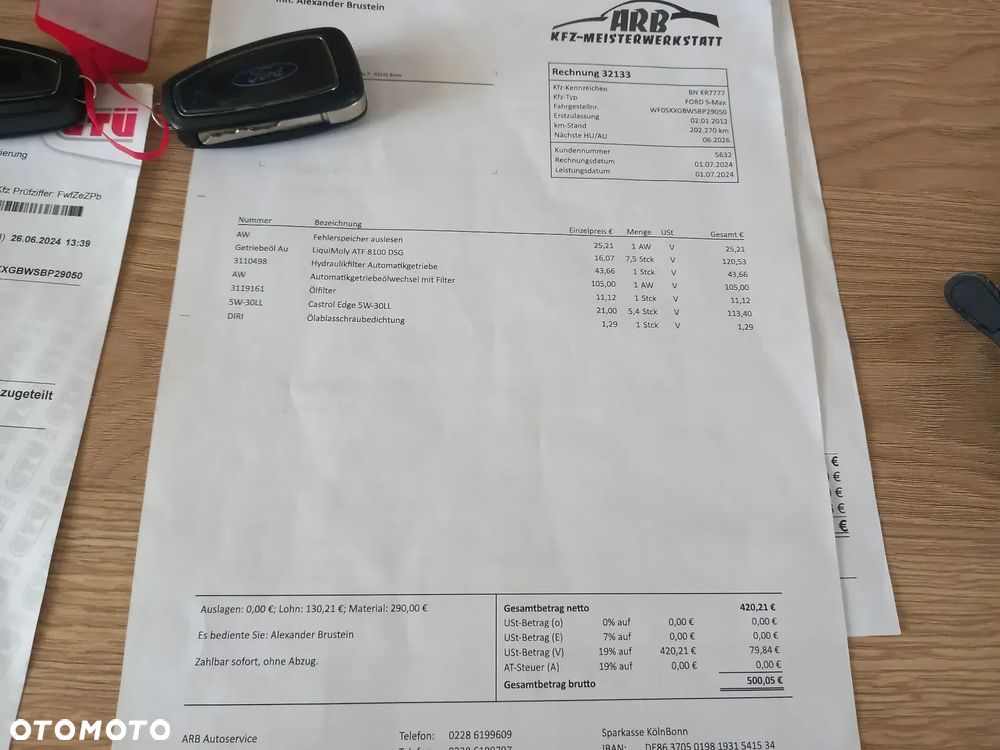 Inh. Alexander Brustein
ARB
KFZ-MEISTERWERKSTATT
Ford
7 , 53121 Bonn
Rechnung 32133
Kfz-Kennzeichen BN KR7777
Kfz-Typ FORD S-Max
Fahrgestellnr. WF0SXXGBWSBP29050
Erstzulassung 02.01.2012
km-Stand 202.270 km
Nächste HU/AU 06.2026
Kundennummer 5632
Rechnungsdatum 01.07.2024
Leistungsdatum 01.07.2024
GTÜ
Kfz Prüfziffer: FwfZeZPb
26.06.2024 13:39
XGBWSBP29050
zugeteilt
Nummer Bezeichnung Einzelpreis € Menge USt Gesamt €
AW Fehlerspeicher auslesen 25,21 1 AW V 25,21
Getriebeöl Au LiquiMoly ATF 8100 DSG 16,07 7,5 Stck V 120,53
3110498 Hydraulikfilter Automatikgetriebe 43,66 1 Stck V 43,66
AW Automatikgetriebeölwechsel mit Filter 105,00 1 AW V 105,00
3119161 Ölfilter 11,12 1 Stck V 11,12
5W-30LL Castrol Edge 5W-30LL 21,00 5,4 Stck V 113,40
DIRI Ölablasschraubedichtung 1,29 1 Stck V 1,29
€
€
€
€
€
Auslagen: 0,00 €; Lohn: 130,21 €; Material: 290,00 €
Es bediente Sie: Alexander Brustein
Zahlbar sofort, ohne Abzug.
Gesamtbetrag netto 420,21 €
USt-Betrag (o) 0% auf 0,00 € 0,00 €
USt-Betrag (E) 7% auf 0,00 € 0,00 €
USt-Betrag (V) 19% auf 420,21 € 79,84 €
AT-Steuer (A) 19% auf 0,00 € 0,00 €
Gesamtbetrag brutto 500,05 €
ARB Autoservice Telefon: 0228 6199609 Sparkasse KölnBonn
IBAN: DE86 3705 0198 1931 5415 34
OTOMOTO